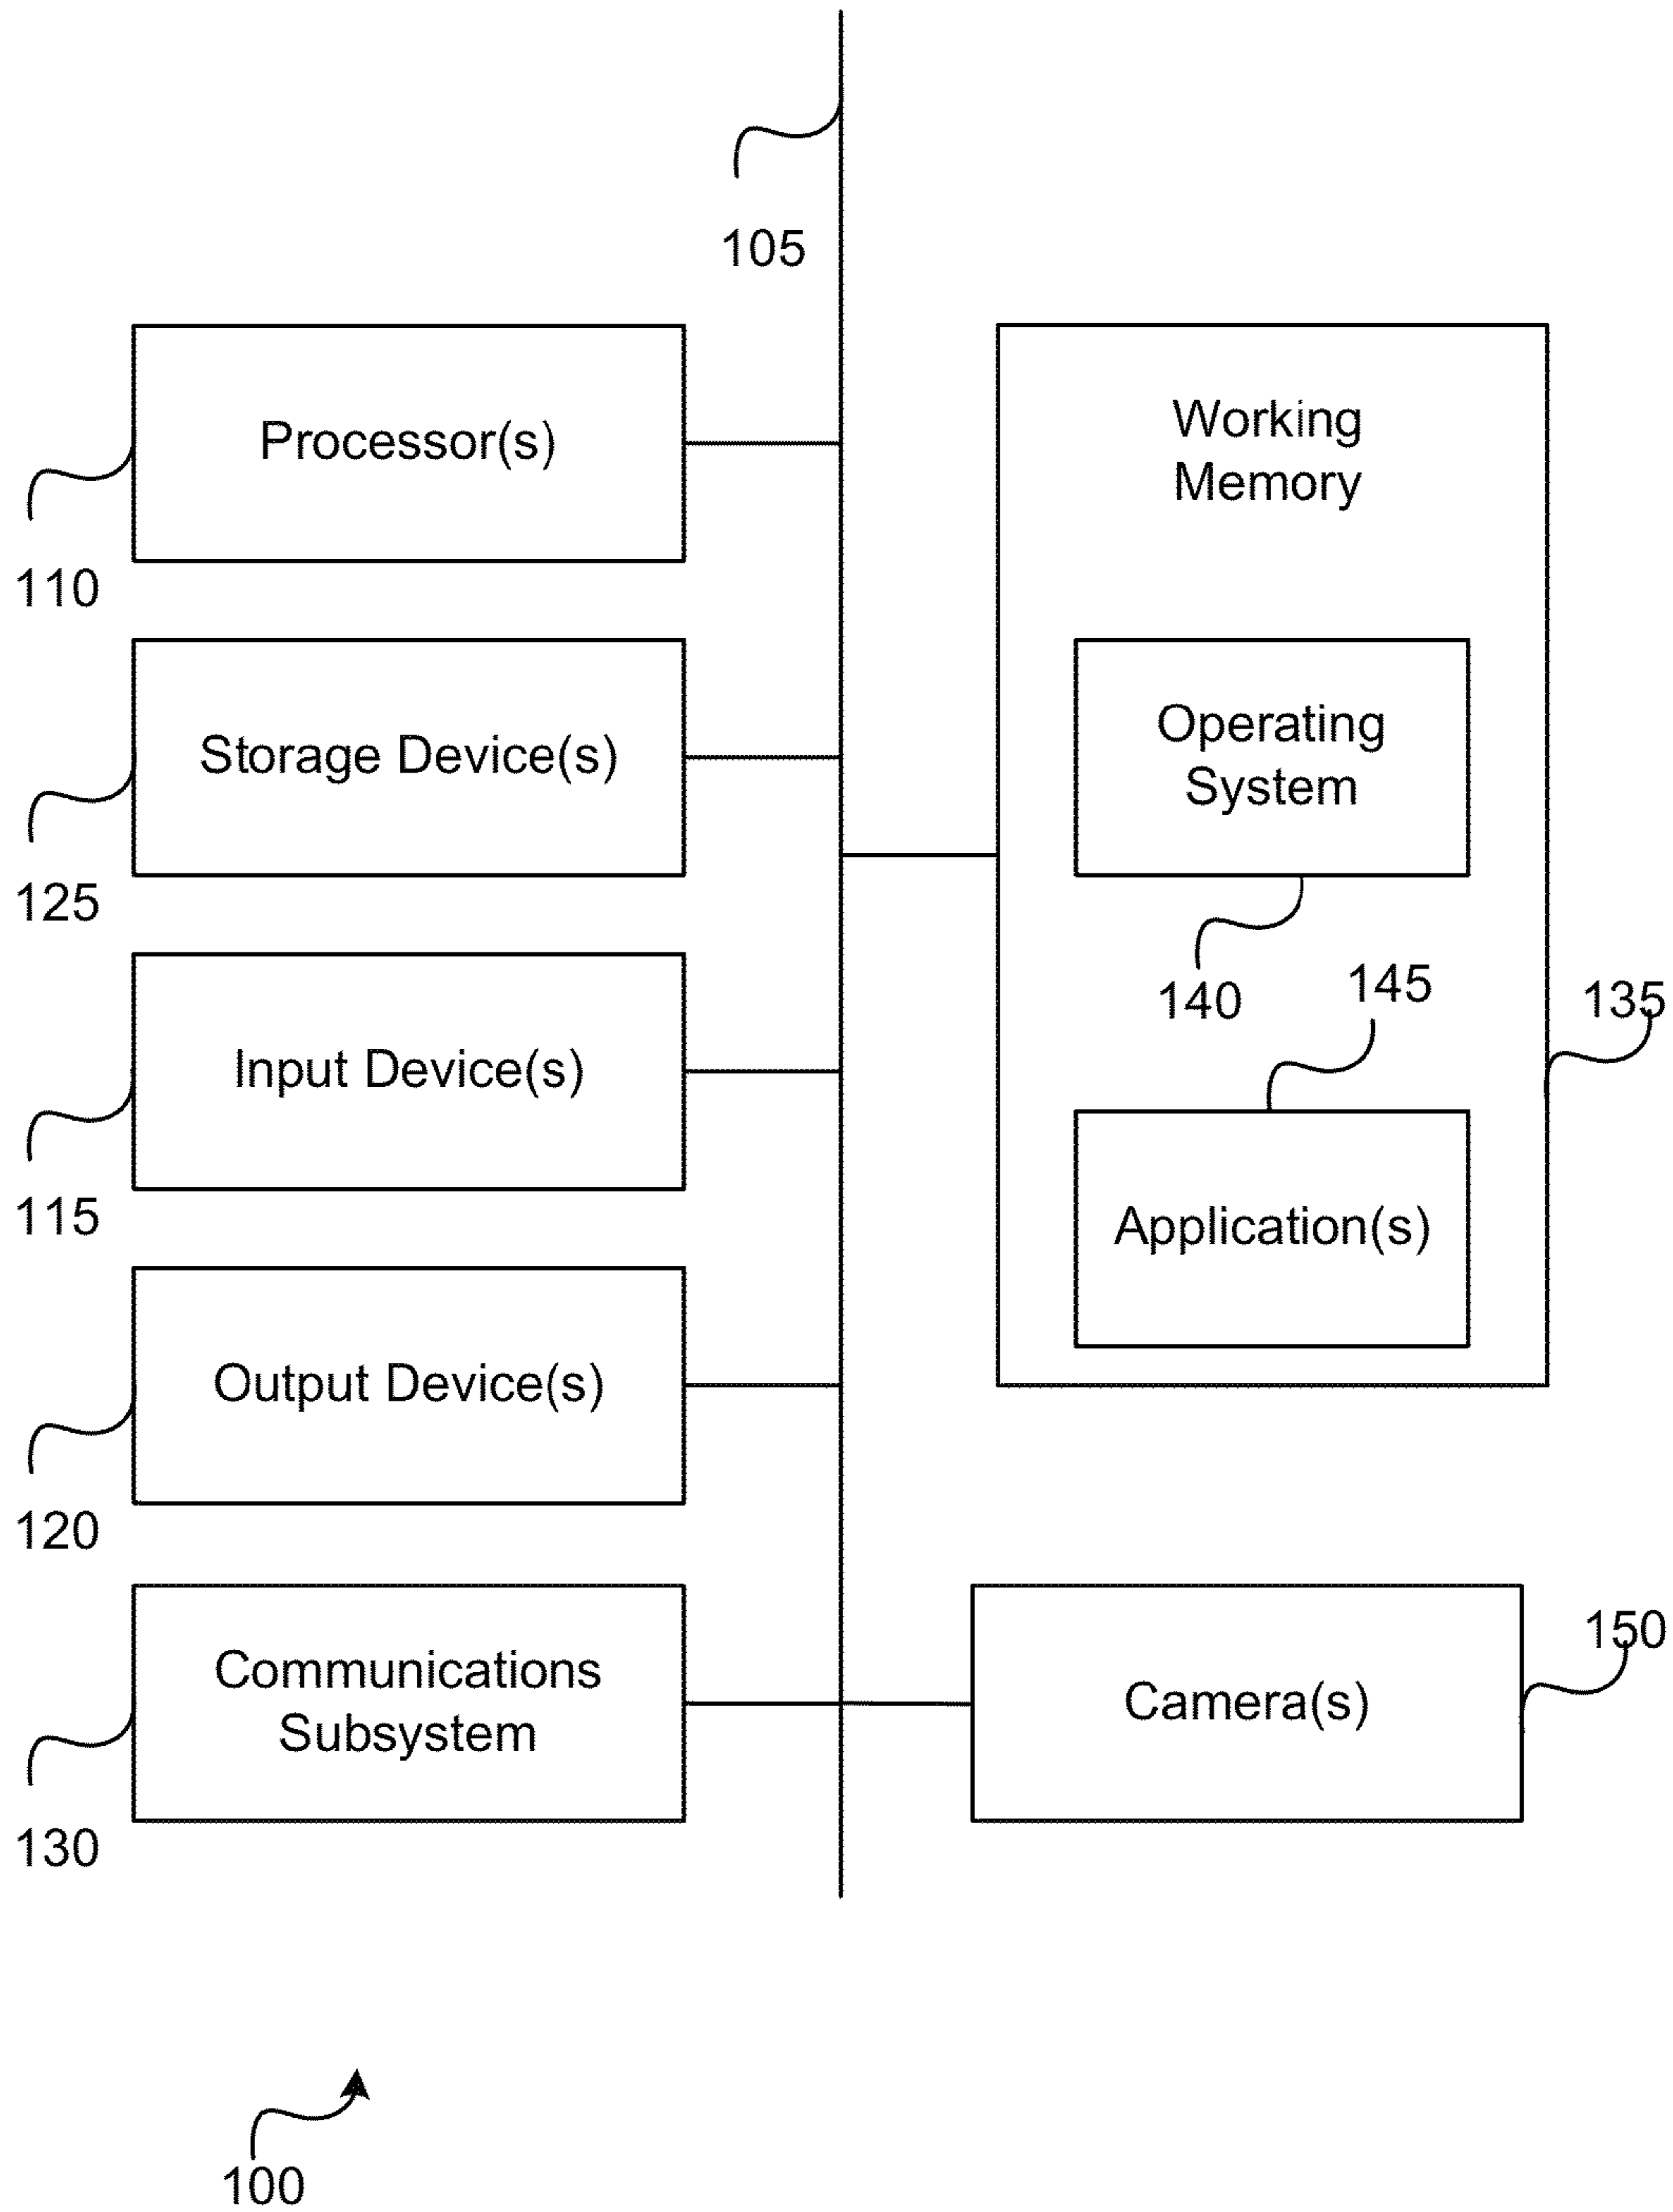 105
Processor(s)
110
Storage Device(s)
125
Input Device(s)
115
Output Device(s)
120
Communications
Subsystem
130
Working
Memory
Operating
System
140
145
135
Application(s)
150
Camera(s)
100